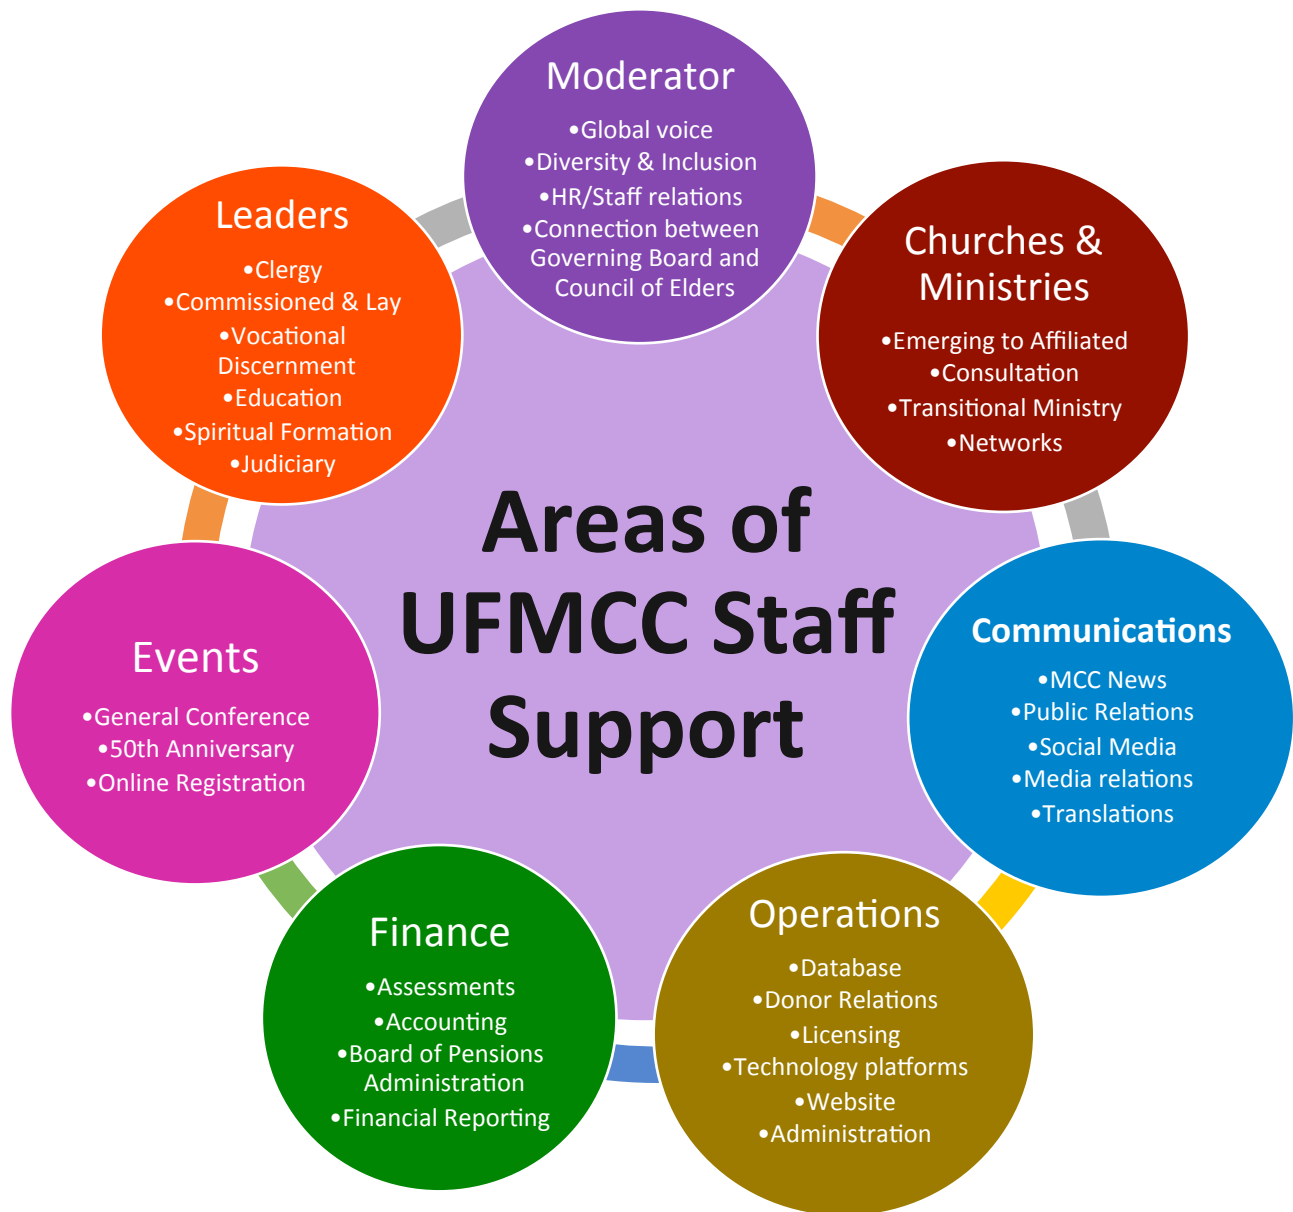 Moderator
•Global voice
•Diversity & Inclusion
•HR/Staff relations
•Connection between
Governing Board and
Council of Elders
Churches &
Ministries
•Emerging to Affiliated
•Consultation
•Transitional Ministry
•Networks
Communications
•MCC News
•Public Relations
•Social Media
•Media relations
•Translations
Operations
•Database
•Donor Relations
•Licensing
•Technology platforms
•Website
•Administration
Finance
•Assessments
•Accounting
•Board of Pensions
Administration
•Financial Reporting
Events
•General Conference
•50th Anniversary
•Online Registration
Leaders
•Clergy
•Commissioned & Lay
•Vocational
Discernment
•Education
•Spiritual Formation
•Judiciary
Areas of
UFMCC Staff
Support